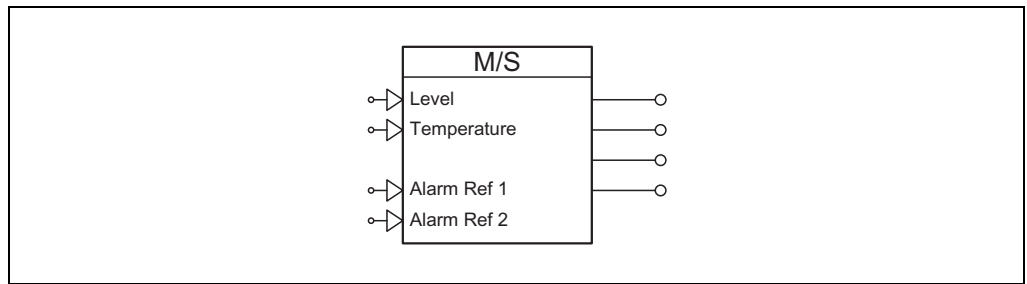 M/S
Level
Temperature
Alarm Ref 1
Alarm Ref 2